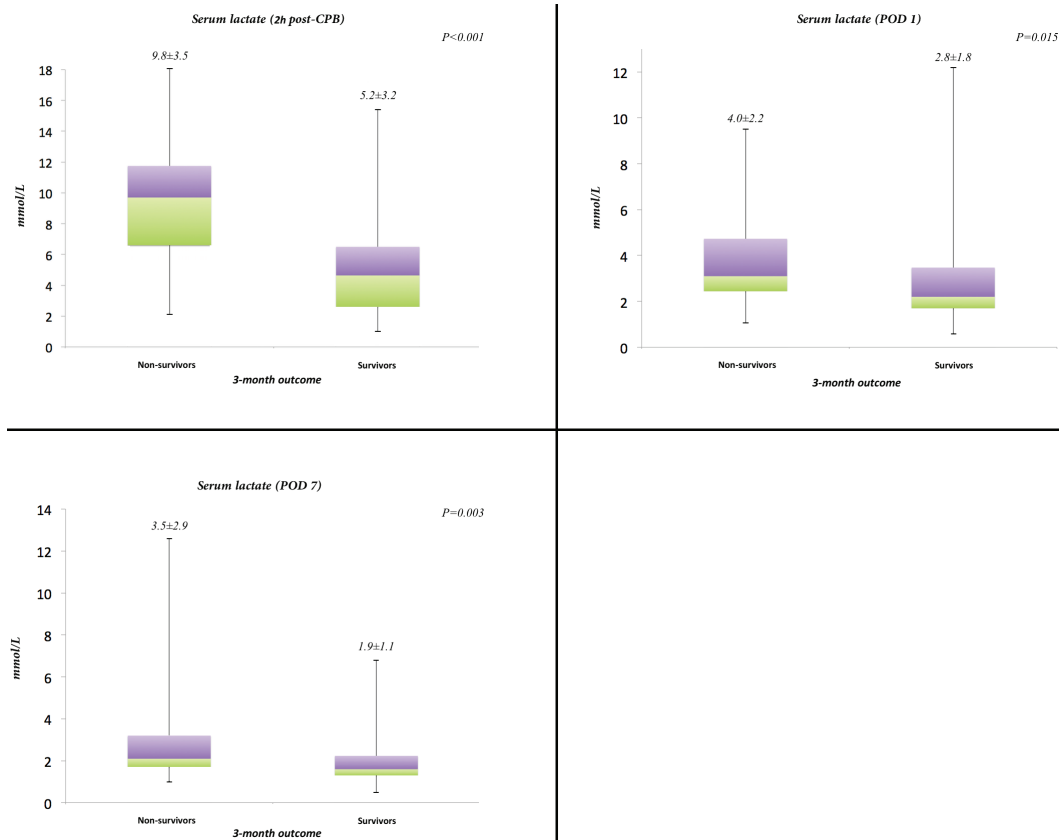 Serum lactate (2h post-CPB)
P<0.001
9.8±3.5
5.2±3.2
18
16
14
12
10
8
6
4
2
0
mmol/L
Non-survivors
Survivors
3-month outcome
Serum lactate (POD 1)
P=0.015
2.8±1.8
4.0±2.2
12
10
8
6
4
2
0
mmol/L
Non-survivors
Survivors
3-month outcome
Serum lactate (POD 7)
P=0.003
3.5±2.9
1.9±1.1
14
12
10
8
6
4
2
0
mmol/L
Non-survivors
Survivors
3-month outcome